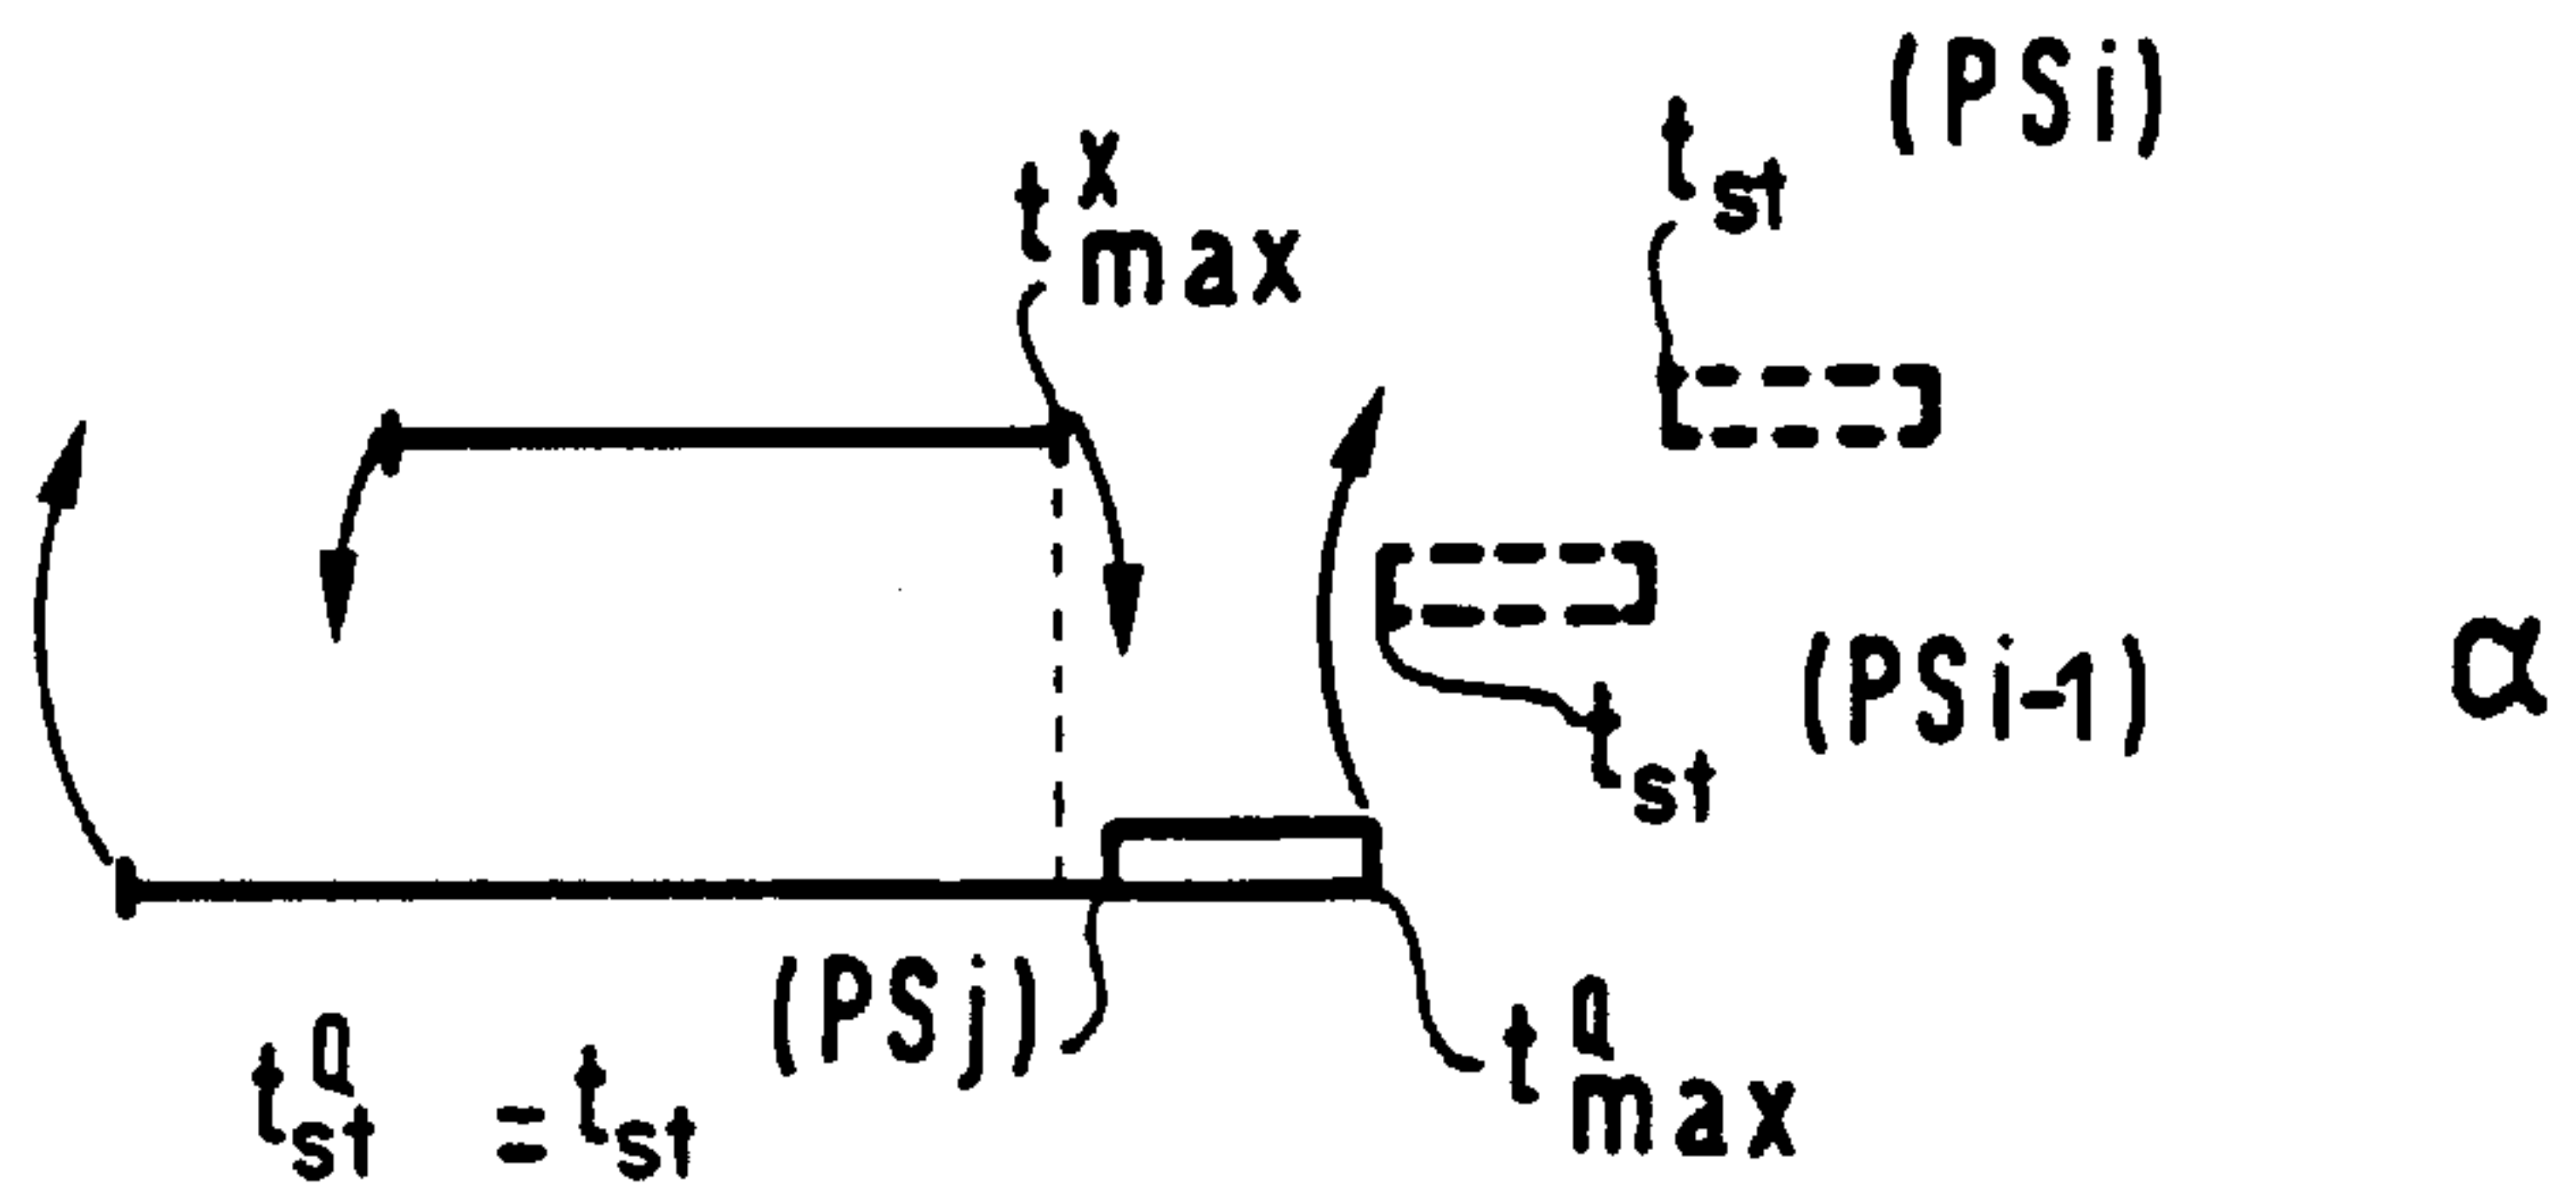 t_st (PSi)
t^x_max
t_st (PSi-1)
α
t^Q_st = t_st (PSj)
t^Q_max